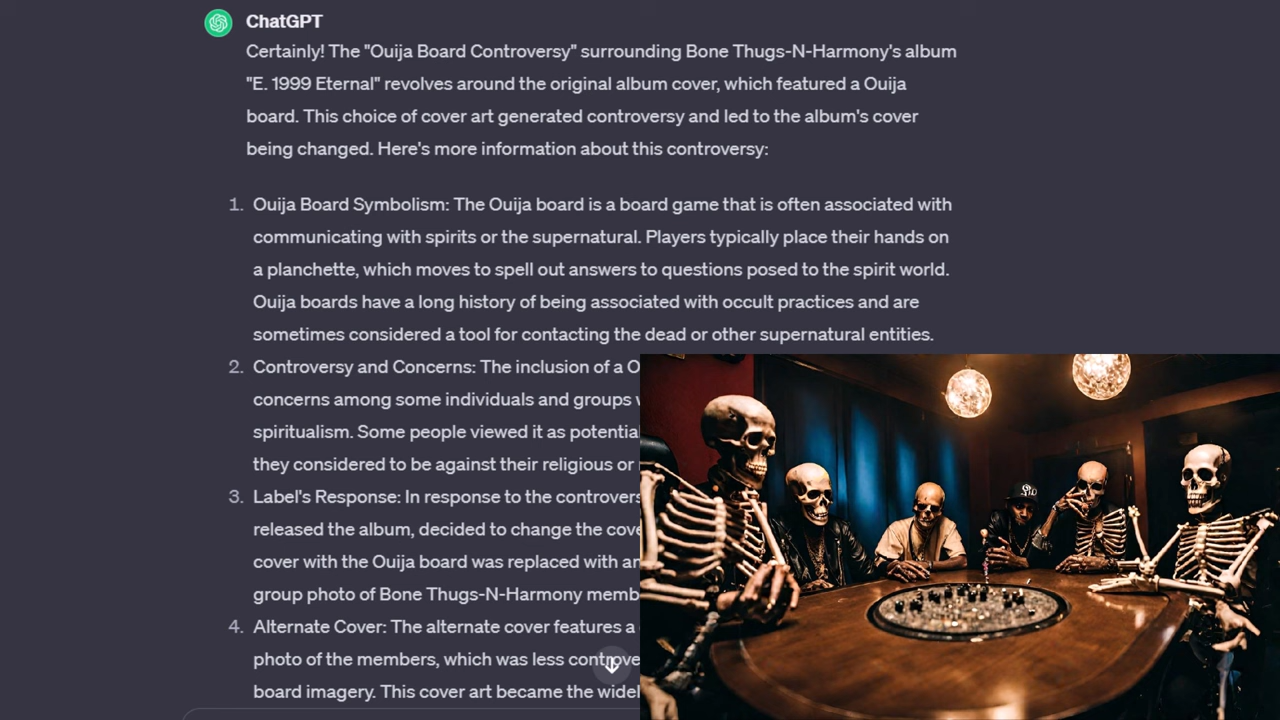 ChatGPT
Certainly! The "Ouija Board Controversy" surrounding Bone Thugs-N-Harmony's album
"E. 1999 Eternal" revolves around the original album cover, which featured a Ouija
board. This choice of cover art generated controversy and led to the album's cover
being changed. Here's more information about this controversy:
1. Ouija Board Symbolism: The Ouija board is a board game that is often associated with
communicating with spirits or the supernatural. Players typically place their hands on
a planchette, which moves to spell out answers to questions posed to the spirit world.
Ouija boards have a long history of being associated with occult practices and are
sometimes considered a tool for contacting the dead or other supernatural entities.
2. Controversy and Concerns: The inclusion of a O
concerns among some individuals and groups
spiritualism. Some people viewed it as potential
they considered to be against their religious or
3. Label's Response: In response to the controvers
released the album, decided to change the cove
cover with the Ouija board was replaced with an
group photo of Bone Thugs-N-Harmony memb
4. Alternate Cover: The alternate cover features a
photo of the members, which was less controve
board imagery. This cover art became the widel